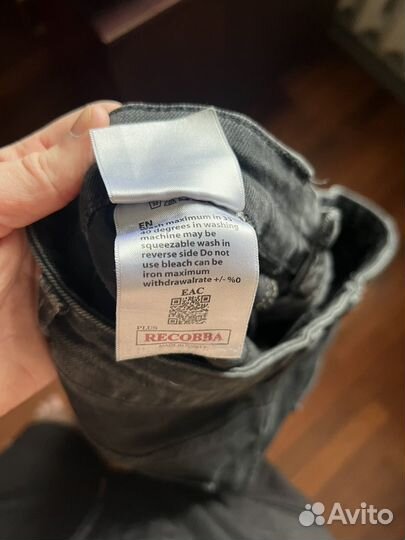 EN
maximum in 35
40 degrees in washing
machine may be
squeezable wash in
reverse side Do not
use bleach can be
iron maximum
withdrawalrate +/- %0
EAC
PLUS
RECOBBA
Avito